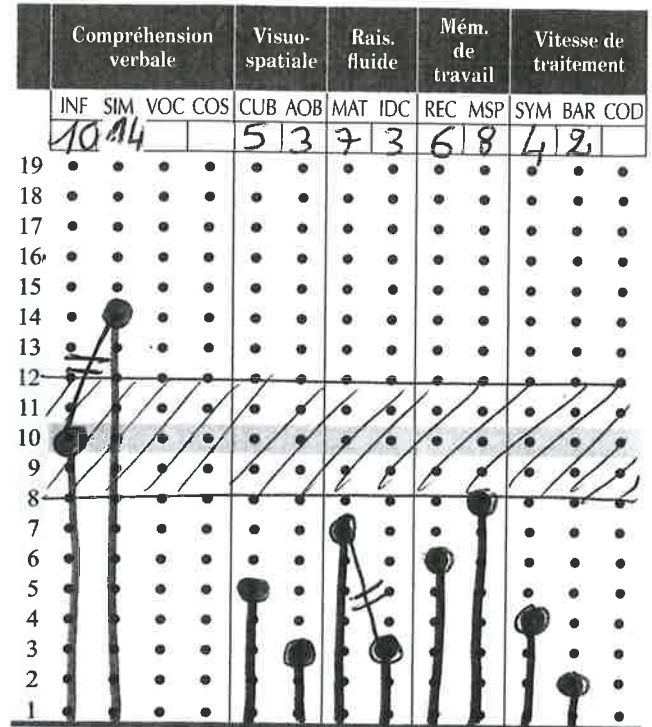 Compréhension verbale
Visuo-spatiale
Rais. fluide
Mém. de travail
Vitesse de traitement
INF SIM VOC COS CUB AOB MAT IDC REC MSP SYM BAR COD
10 14 5 3 7 3 6 8 4 2
19
18
17
16
15
14
13
12
11
10
9
8
7
6
5
4
3
2
1